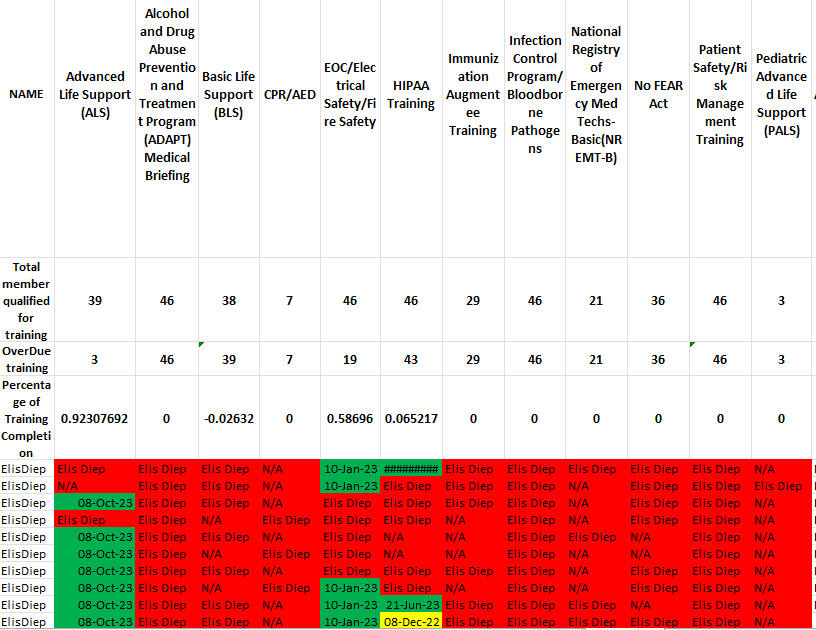 NAME Advanced Life Support (ALS) Alcohol and Drug Abuse Prevention and Treatment Program (ADAPT) Medical Briefing Basic Life Support (BLS) CPR/AED EOC/Electrical Safety/Fire Safety HIPAA Training Immunization Augmentee Training Infection Control Program/Bloodborne Pathogens National Registry of Emergency Med Techs-Basic(NREMT-B) No FEAR Act Patient Safety/Risk Management Training Pediatric Advanced Life Support (PALS)
Total member qualified for training 39 46 38 7 46 46 29 46 21 36 46 3
OverDue training 3 46 39 7 19 43 29 46 21 36 46 3
Percentage of Training Completion 0.92307692 0 -0.02632 0 0.58696 0.065217 0 0 0 0 0 0
ElisDiep Elis Diep Elis Diep Elis Diep N/A 10-Jan-23 ######### Elis Diep Elis Diep Elis Diep Elis Diep Elis Diep N/A
ElisDiep N/A Elis Diep Elis Diep N/A 10-Jan-23 Elis Diep Elis Diep Elis Diep N/A Elis Diep Elis Diep Elis Diep
ElisDiep 08-Oct-23 Elis Diep Elis Diep N/A Elis Diep Elis Diep Elis Diep Elis Diep N/A Elis Diep Elis Diep N/A
ElisDiep Elis Diep Elis Diep N/A Elis Diep Elis Diep Elis Diep N/A Elis Diep N/A Elis Diep Elis Diep N/A
ElisDiep 08-Oct-23 Elis Diep Elis Diep N/A Elis Diep N/A N/A Elis Diep Elis Diep N/A Elis Diep N/A
ElisDiep 08-Oct-23 Elis Diep N/A Elis Diep Elis Diep N/A N/A Elis Diep N/A N/A Elis Diep N/A
ElisDiep 08-Oct-23 Elis Diep Elis Diep N/A Elis Diep Elis Diep Elis Diep Elis Diep N/A Elis Diep Elis Diep N/A
ElisDiep 08-Oct-23 Elis Diep N/A Elis Diep 10-Jan-23 Elis Diep N/A Elis Diep N/A Elis Diep Elis Diep N/A
ElisDiep 08-Oct-23 Elis Diep Elis Diep N/A 10-Jan-23 21-Jun-23 Elis Diep Elis Diep Elis Diep N/A Elis Diep N/A
ElisDiep 08-Oct-23 Elis Diep Elis Diep N/A 10-Jan-23 08-Dec-22 Elis Diep Elis Diep N/A Elis Diep Elis Diep N/A